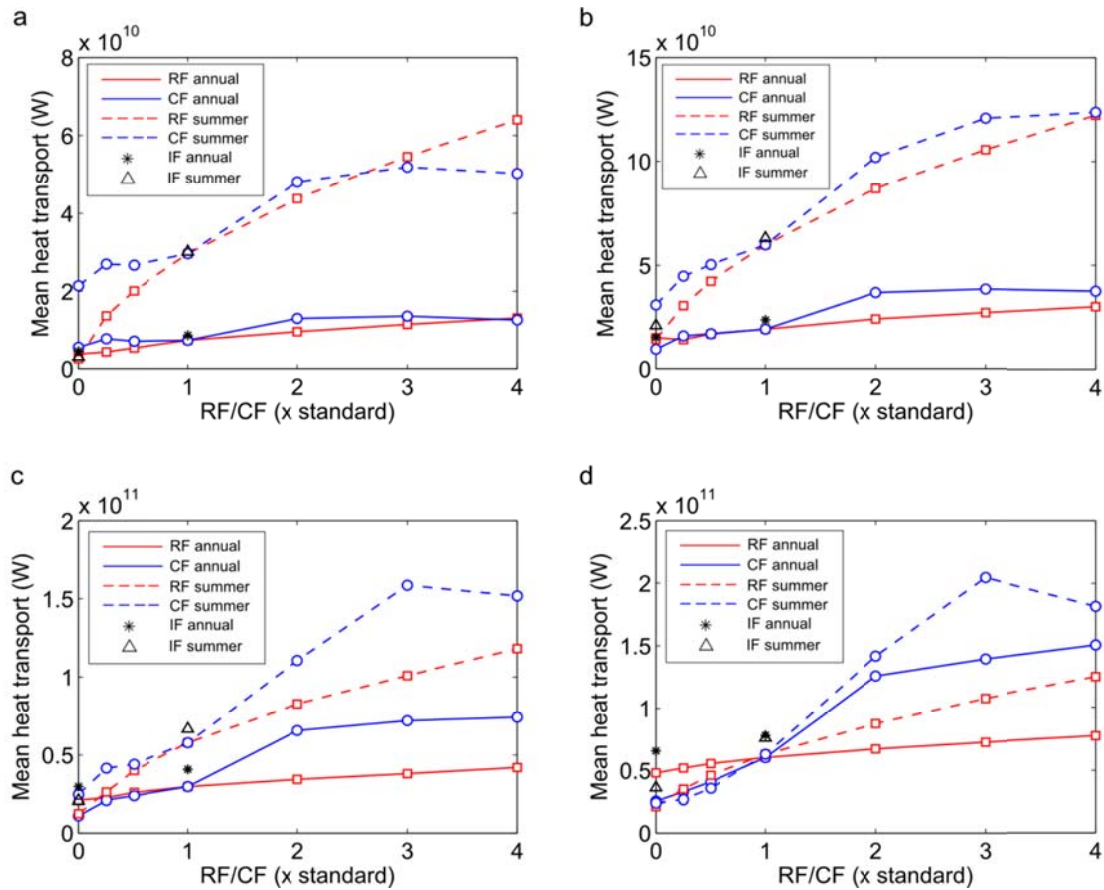 a
x 10^10
8
6
4
2
0
Mean heat transport (W)
RF annual
CF annual
RF summer
CF summer
IF annual
IF summer
0 1 2 3 4
RF/CF (x standard)
b
x 10^10
15
10
5
0
Mean heat transport (W)
RF annual
CF annual
RF summer
CF summer
IF annual
IF summer
0 1 2 3 4
RF/CF (x standard)
c
x 10^11
2
1.5
1
0.5
0
Mean heat transport (W)
RF annual
CF annual
RF summer
CF summer
IF annual
IF summer
0 1 2 3 4
RF/CF (x standard)
d
x 10^11
2.5
2
1.5
1
0.5
0
Mean heat transport (W)
RF annual
CF annual
RF summer
CF summer
IF annual
IF summer
0 1 2 3 4
RF/CF (x standard)